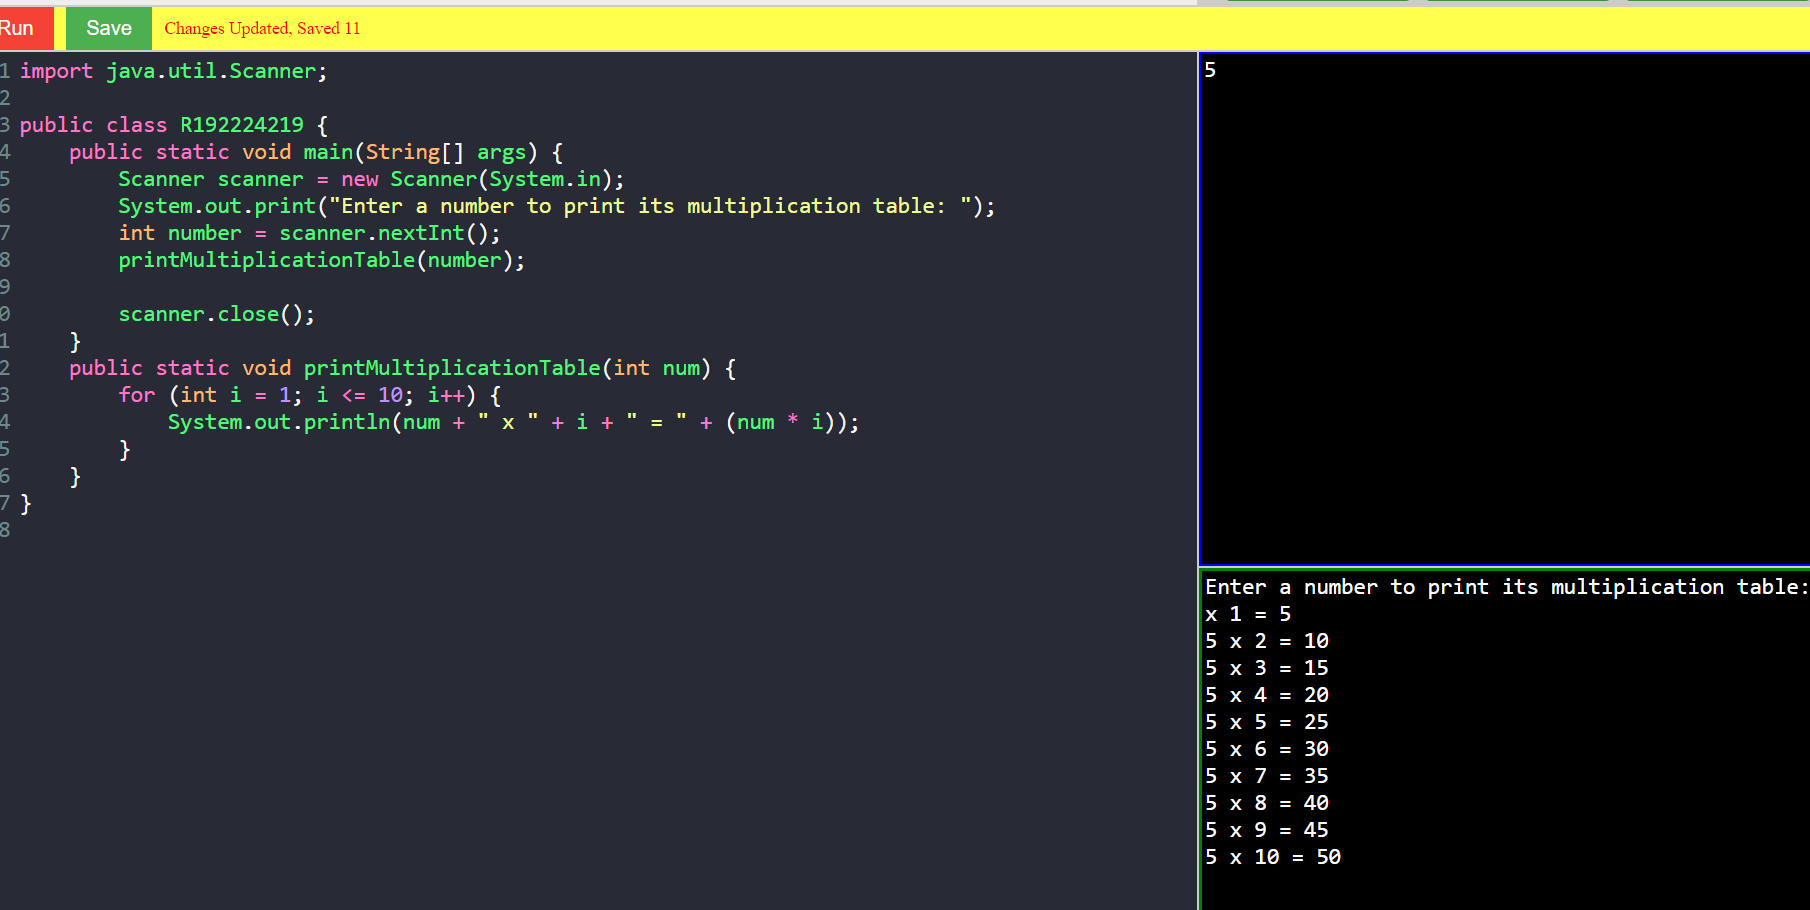 Run Save Changes Updated, Saved 11
1 import java.util.Scanner;
2
3 public class R192224219 {
4 public static void main(String[] args) {
5 Scanner scanner = new Scanner(System.in);
6 System.out.print("Enter a number to print its multiplication table: ");
7 int number = scanner.nextInt();
8 printMultiplicationTable(number);
9
0 scanner.close();
1 }
2 public static void printMultiplicationTable(int num) {
3 for (int i = 1; i <= 10; i++) {
4 System.out.println(num + " x " + i + " = " + (num * i));
5 }
6 }
7 }
8
5
Enter a number to print its multiplication table:
x 1 = 5
5 x 2 = 10
5 x 3 = 15
5 x 4 = 20
5 x 5 = 25
5 x 6 = 30
5 x 7 = 35
5 x 8 = 40
5 x 9 = 45
5 x 10 = 50